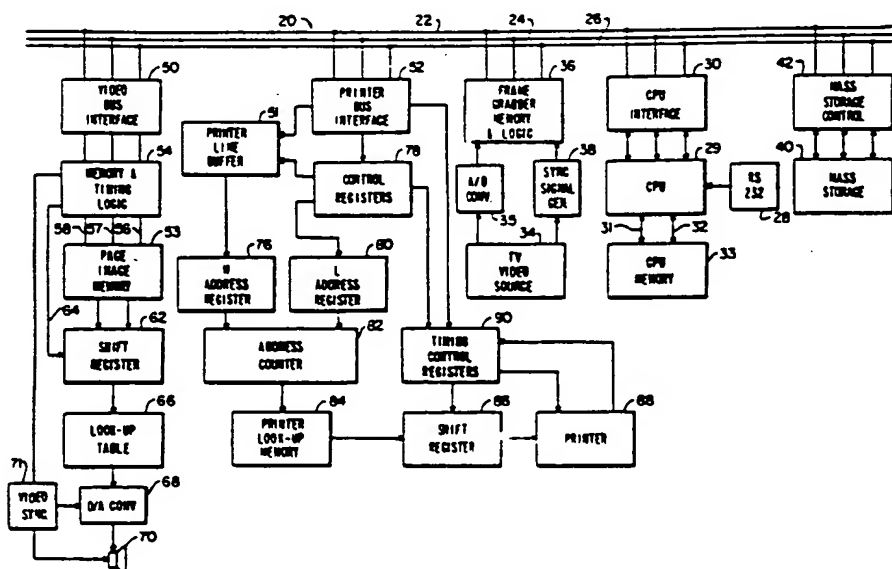 20 22 24 26
50
VIDEO
BUS
INTERFACE
52
PRINTER
BUS
INTERFACE
36
FRAME
GRABBER
MEMORY
& LOGIC
30
CPU
INTERFACE
42
MASS
STORAGE
CONTROL
51
PRINTER
LINE
BUFFER
54
MEMORY &
TIMING
LOGIC
78
CONTROL
REGISTERS
A/D
CONV.
35
38
SYNC
SIGNAL
GEN.
29
CPU
RS
232
28
40
MASS STORAGE
58 57 56
53
PAGE
IMAGE
MEMORY
76
ADDRESS
REGISTER
80
L
ADDRESS
REGISTER
34
TV
VIDEO
SOURCE
31 32
33
CPU
MEMORY
64
62
SHIFT
REGISTER
82
ADDRESS
COUNTER
90
TIMING
CONTROL
REGISTERS
66
LOOK-UP
TABLE
84
PRINTER
LOOK-UP
MEMORY
86
SHIFT
REGISTER
88
PRINTER
71
VIDEO
SYNC
68
D/A CONV
70